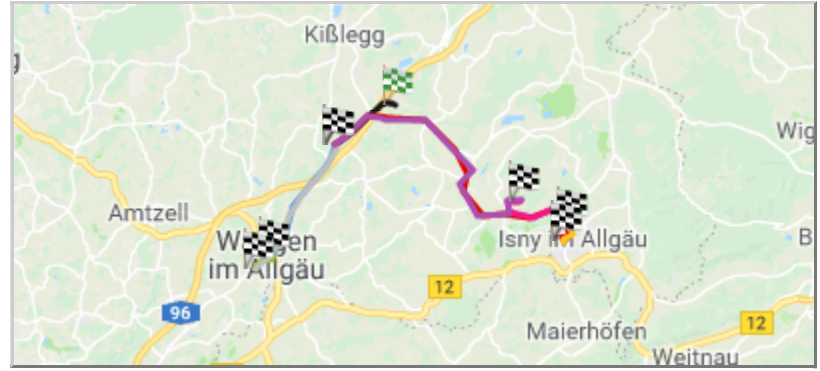 Kißlegg
Wig
Amtzell
Wangen
im Allgäu
Isny im Allgäu
B
12
96
12
Maierhöfen
Weitnau